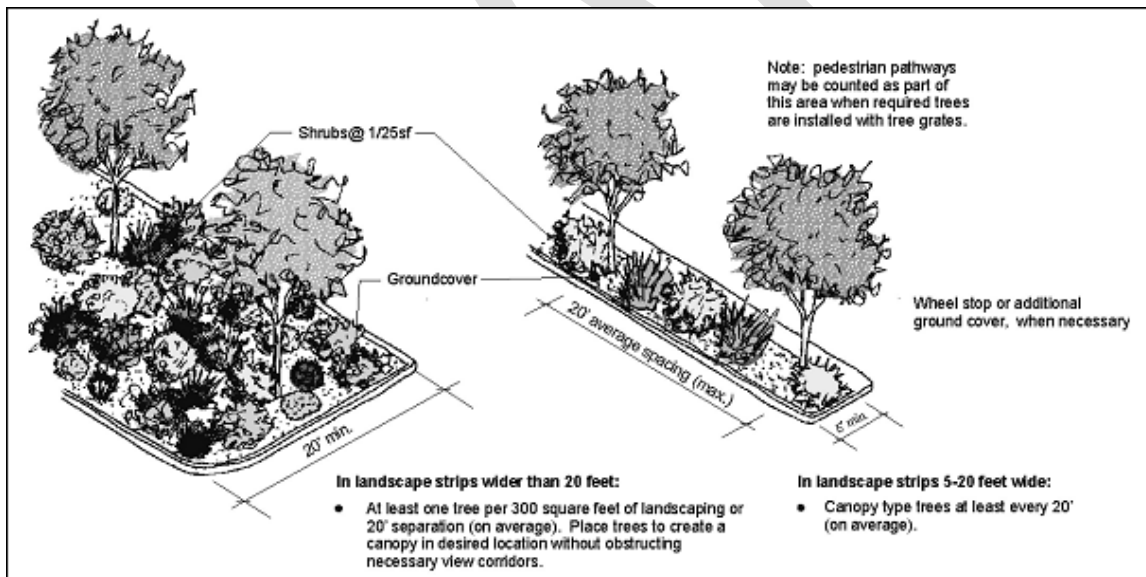 Note: pedestrian pathways
may be counted as part of
this area when required trees
are installed with tree grates.
Shrubs@ 1/25sf
Groundcover
Wheel stop or additional
ground cover, when necessary
20' average spacing (max.)
20' min.
5' min.
In landscape strips wider than 20 feet:
● At least one tree per 300 square feet of landscaping or
20' separation (on average). Place trees to create a
canopy in desired location without obstructing
necessary view corridors.
In landscape strips 5-20 feet wide:
● Canopy type trees at least every 20'
(on average).